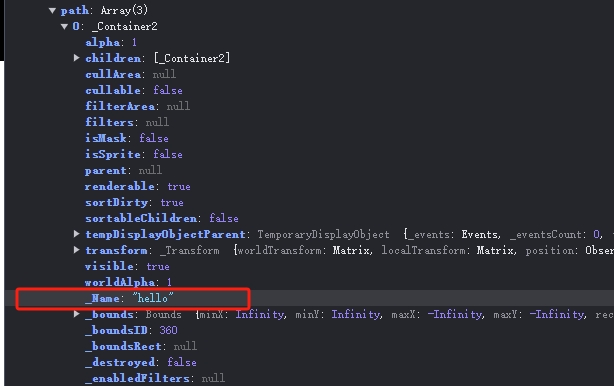 ▼ path: Array(3)
▼ 0: _Container2
alpha: 1
▶ children: [_Container2]
cullArea: null
cullable: false
filterArea: null
filters: null
isMask: false
isSprite: false
parent: null
renderable: true
sortDirty: true
sortableChildren: false
▶ tempDisplayObjectParent: TemporaryDisplayObject {_events: Events, _eventsCount: 0,
▶ transform: _Transform {worldTransform: Matrix, localTransform: Matrix, position: Obser
visible: true
worldAlpha: 1
_Name: "hello"
▶ _bounds: Bounds {minX: Infinity, minY: Infinity, maxX: -Infinity, maxY: -Infinity, rec
_boundsID: 360
_boundsRect: null
_destroyed: false
_enabledFilters: null